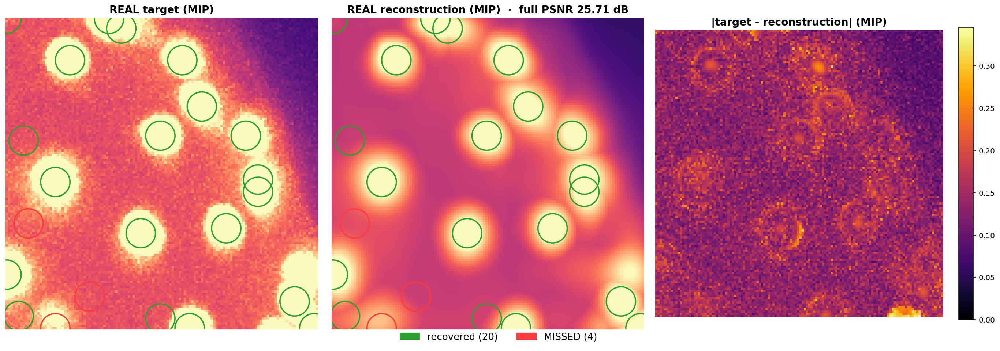 REAL target (MIP)
REAL reconstruction (MIP) · full PSNR 25.71 dB
|target - reconstruction| (MIP)
0.30
0.25
0.20
0.15
0.10
0.05
0.00
recovered (20)
MISSED (4)